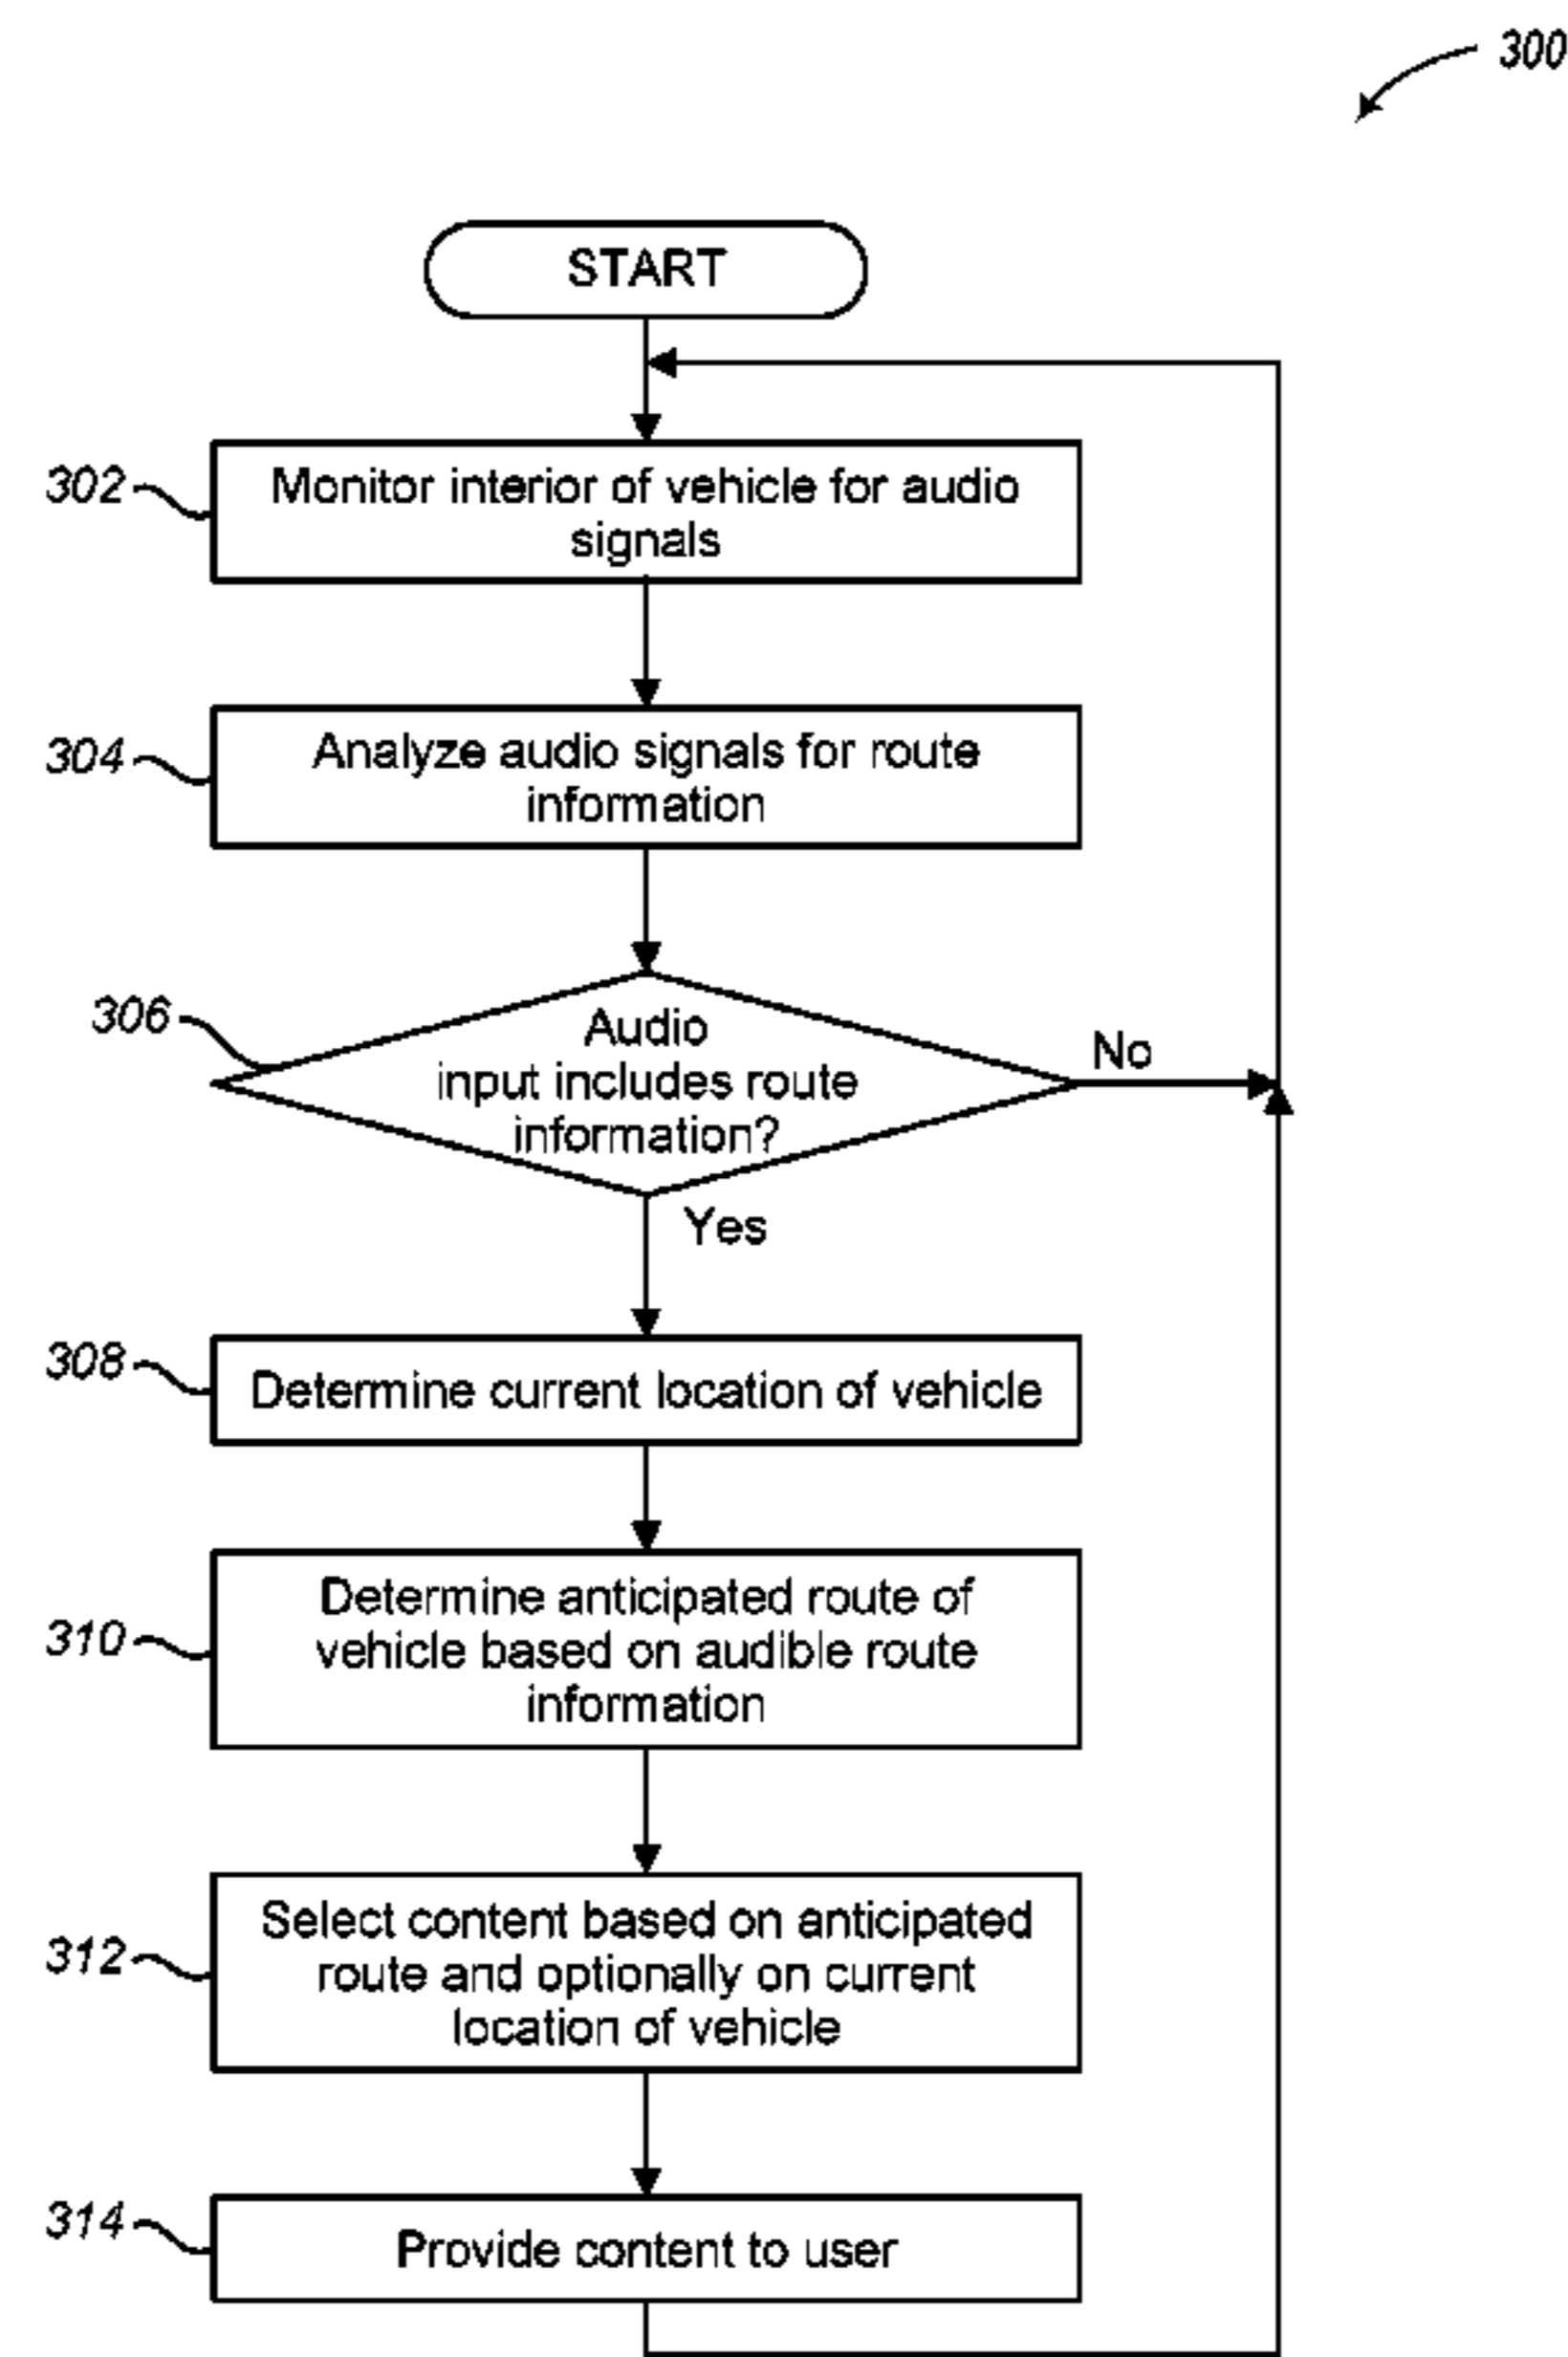 300
START
302
Monitor interior of vehicle for audio
signals
304
Analyze audio signals for route
information
306
Audio
input includes route
information?
No
Yes
308
Determine current location of vehicle
310
Determine anticipated route of
vehicle based on audible route
information
312
Select content based on anticipated
route and optionally on current
location of vehicle
314
Provide content to user